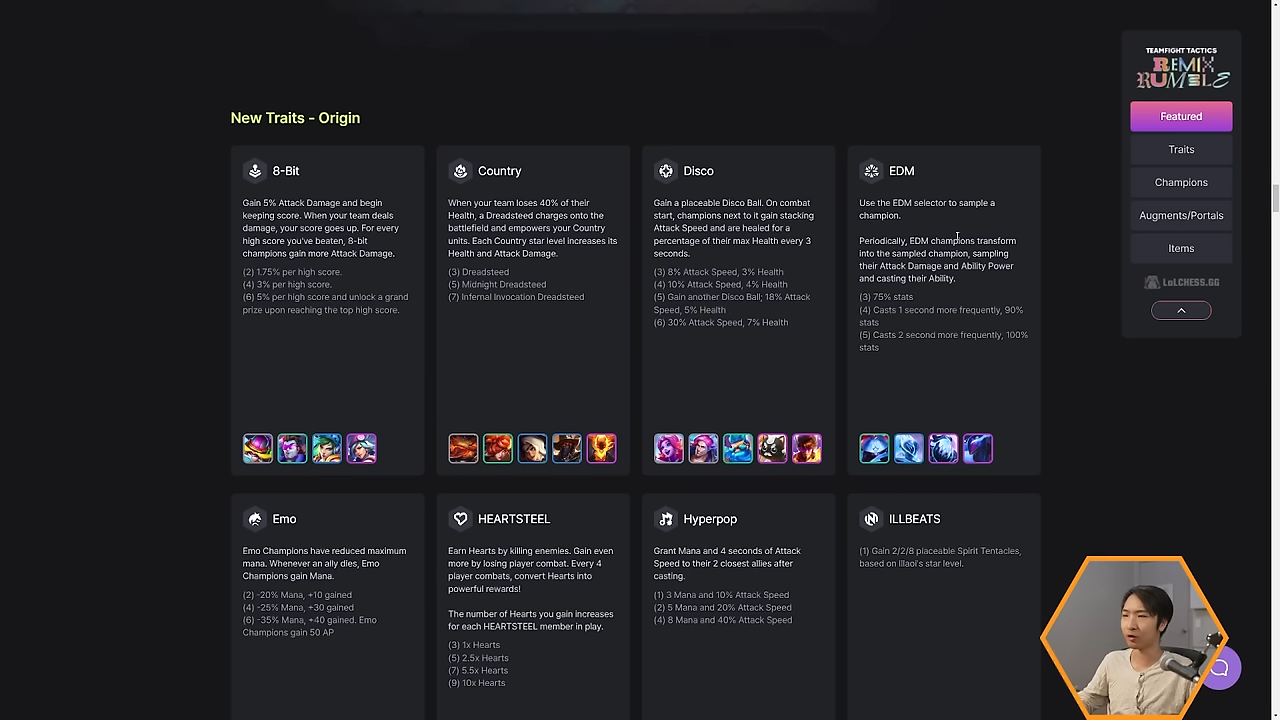 TEAMFIGHT TACTICS
REMIX
RUMBLE
Featured
Traits
Champions
Augments/Portals
Items
LoLCHESS.GG
New Traits - Origin
8-Bit
Gain 5% Attack Damage and begin
keeping score. When your team deals
damage, your score goes up. For every
high score you've beaten, 8-bit
champions gain more Attack Damage.
(2) 1.75% per high score.
(4) 3% per high score.
(6) 5% per high score and unlock a grand
prize upon reaching the top high score.
Country
When your team loses 40% of their
Health, a Dreadsteed charges onto the
battlefield and empowers your Country
units. Each Country star level increases its
Health and Attack Damage.
(3) Dreadsteed
(5) Midnight Dreadsteed
(7) Infernal Invocation Dreadsteed
Disco
Gain a placeable Disco Ball. On combat
start, champions next to it gain stacking
Attack Speed and are healed for a
percentage of their max Health every 3
seconds.
(3) 8% Attack Speed, 3% Health
(4) 10% Attack Speed, 4% Health
(5) Gain another Disco Ball; 18% Attack
Speed, 5% Health
(6) 30% Attack Speed, 7% Health
EDM
Use the EDM selector to sample a
champion.
Periodically, EDM champions transform
into the sampled champion, sampling
their Attack Damage and Ability Power
and casting their Ability.
(3) 75% stats
(4) Casts 1 second more frequently, 90%
stats
(5) Casts 2 second more frequently, 100%
stats
Emo
Emo Champions have reduced maximum
mana. Whenever an ally dies, Emo
Champions gain Mana.
(2) -20% Mana, +10 gained
(4) -25% Mana, +30 gained
(6) -35% Mana, +40 gained. Emo
Champions gain 50 AP
HEARTSTEEL
Earn Hearts by killing enemies. Gain even
more by losing player combat. Every 4
player combats, convert Hearts into
powerful rewards!
The number of Hearts you gain increases
for each HEARTSTEEL member in play.
(3) 1x Hearts
(5) 2.5x Hearts
(7) 5.5x Hearts
(9) 10x Hearts
Hyperpop
Grant Mana and 4 seconds of Attack
Speed to their 2 closest allies after
casting.
(1) 3 Mana and 10% Attack Speed
(2) 5 Mana and 20% Attack Speed
(4) 8 Mana and 40% Attack Speed
ILLBEATS
(1) Gain 2/2/8 placeable Spirit Tentacles,
based on Illaoi's star level.